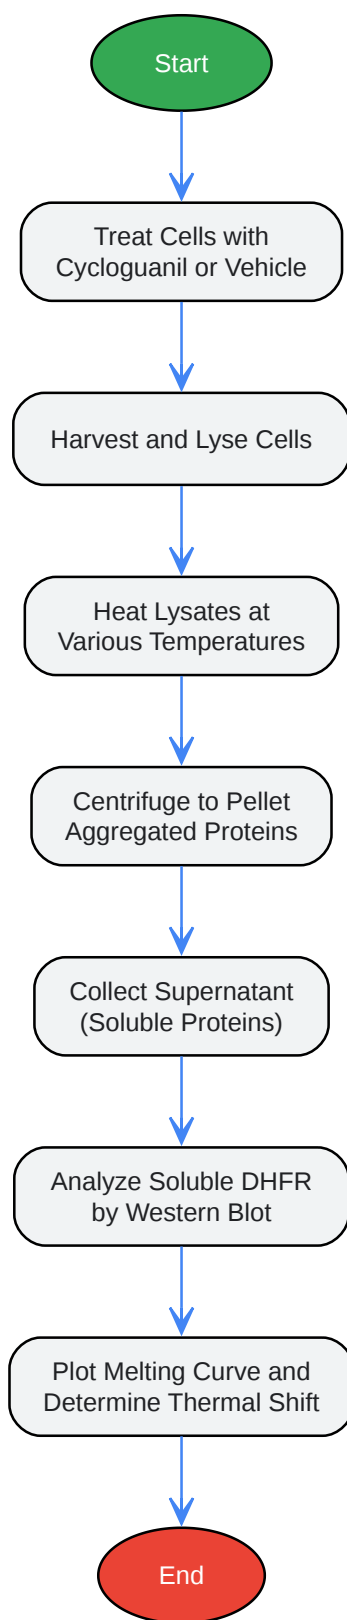 Start
Treat Cells with
Cycloguanil or Vehicle
Harvest and Lyse Cells
Heat Lysates at
Various Temperatures
Centrifuge to Pellet
Aggregated Proteins
Collect Supernatant
(Soluble Proteins)
Analyze Soluble DHFR
by Western Blot
Plot Melting Curve and
Determine Thermal Shift
End